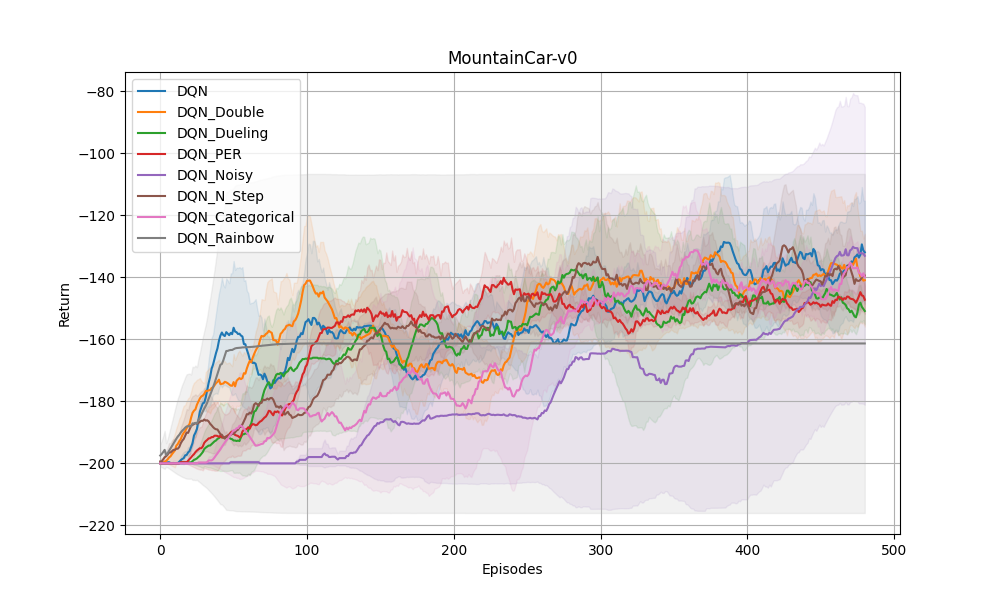 MountainCar-v0
Return
−80
−100
−120
−140
−160
−180
−200
−220
DQN
DQN_Double
DQN_Dueling
DQN_PER
DQN_Noisy
DQN_N_Step
DQN_Categorical
DQN_Rainbow
0 100 200 300 400 500
Episodes